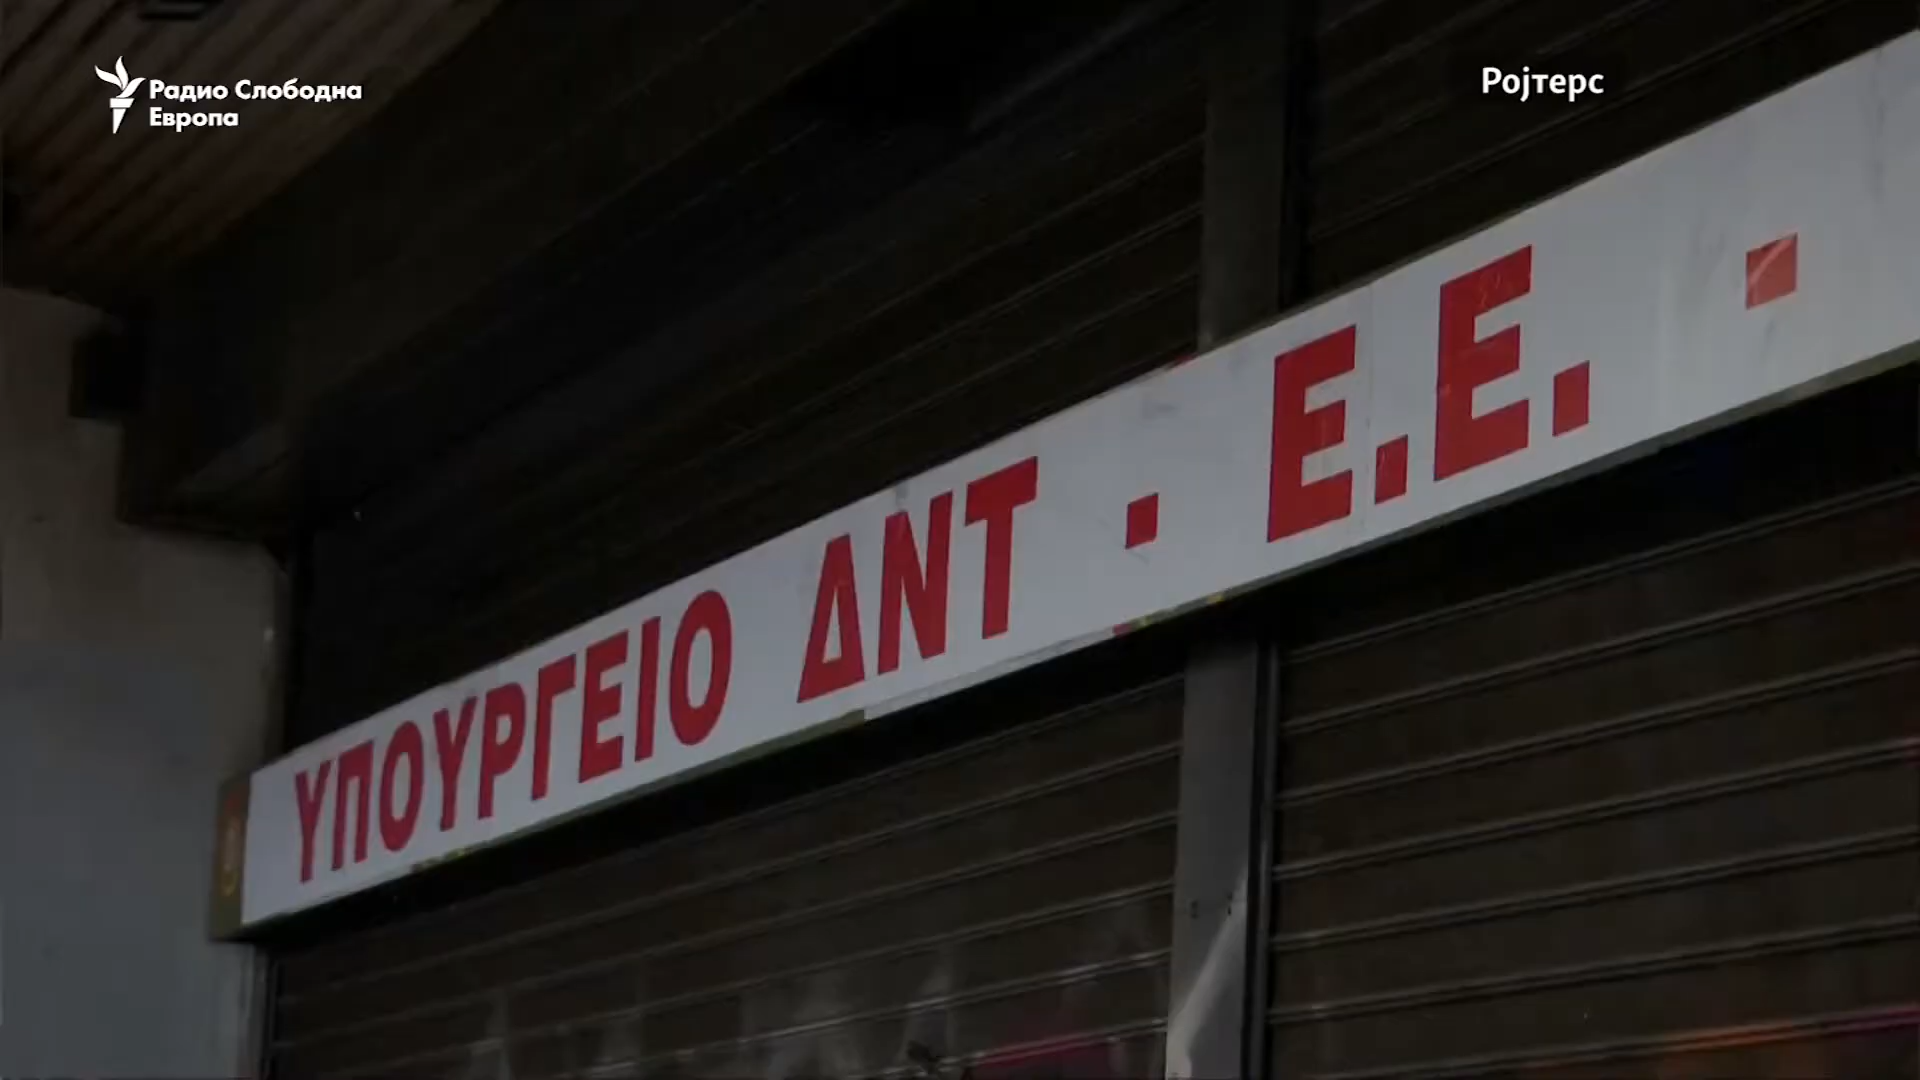 Радио Слободна
Европа
Ројтерс
ΥΠΟΥΡΓΕΙΟ ΔΝΤ · Ε.Ε. ·